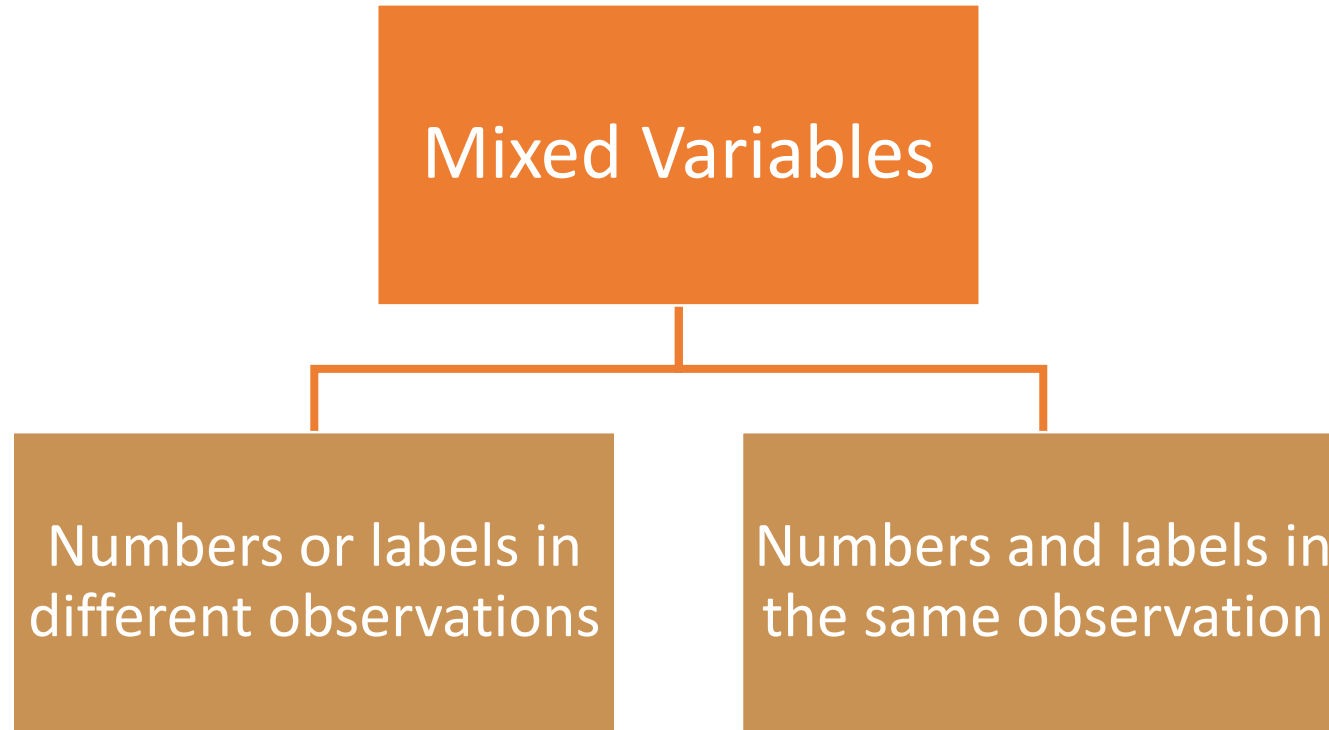 Mixed Variables
Numbers or labels in
different observations
Numbers and labels in
the same observation